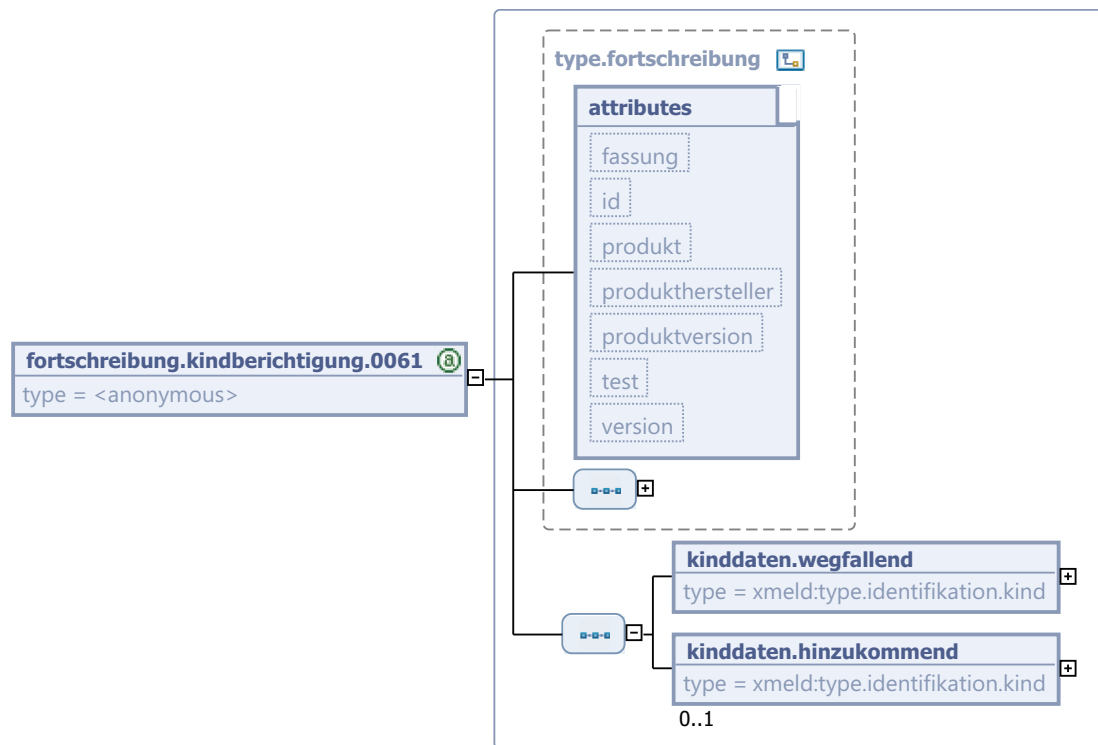 type.fortschreibung
attributes
fassung
id
produkt
produkthersteller
produktversion
test
version
fortschreibung.kindberichtigung.0061
type = <anonymous>
kinddaten.wegfallend
type = xmeld:type.identifikation.kind
kinddaten.hinzukommend
type = xmeld:type.identifikation.kind
0..1